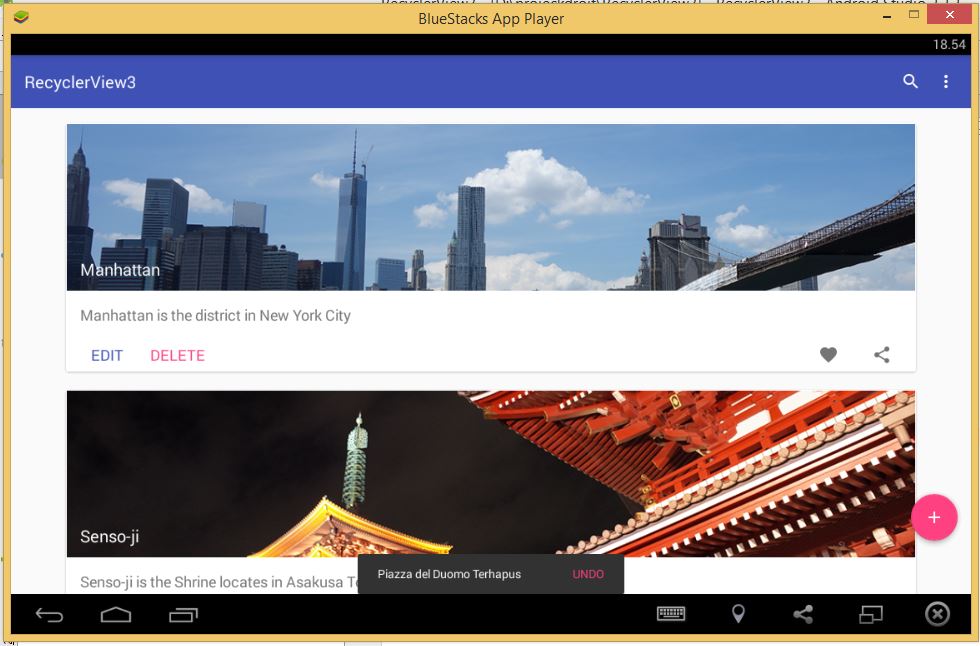 BlueStacks App Player
18.54
RecyclerView3
Manhattan
Manhattan is the district in New York City
EDIT DELETE
Senso-ji
Senso-ji is the Shrine locates in Asakusa
Piazza del Duomo Terhapus UNDO